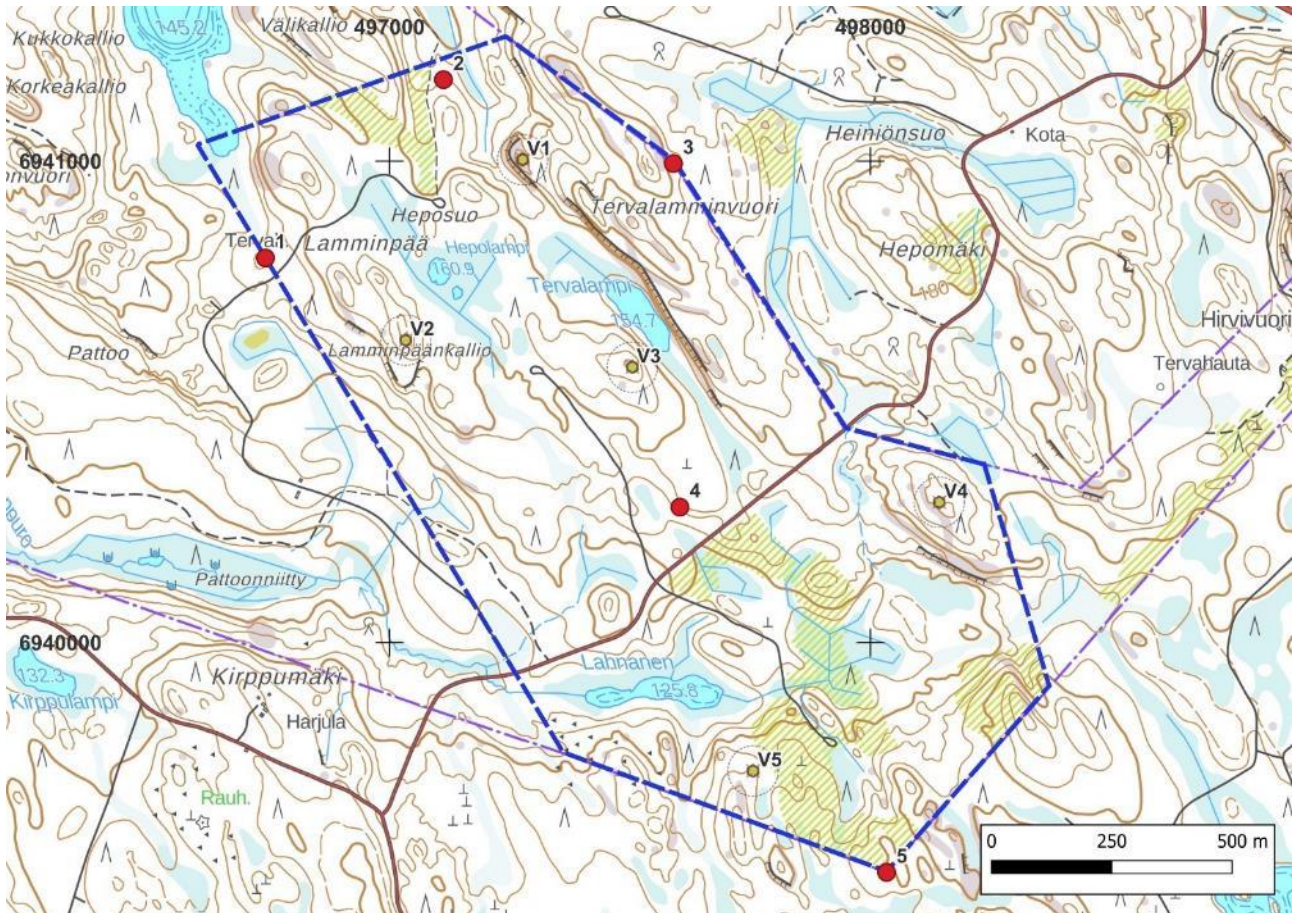 Kukkokallio
145.2
Välikallio
497000
498000
Korkeakallio
2
6941000
V1
3
Heiniönsuo
Kota
onvuori
Heposuo
Tervalamminvuori
Lamminpää
Hepolampi
160.9
Hepomäki
1
Terval.
Tervalampi
154.7
180
Hirvivuori
V2
Lamminpäänkallio
V3
Pattoo
Tervahauta
4
V4
Pattoonniitty
6940000
Lahnanen
125.8
132.3
Kirppulampi
Kirppumäki
Harjula
V5
Rauh.
5
0 250 500 m